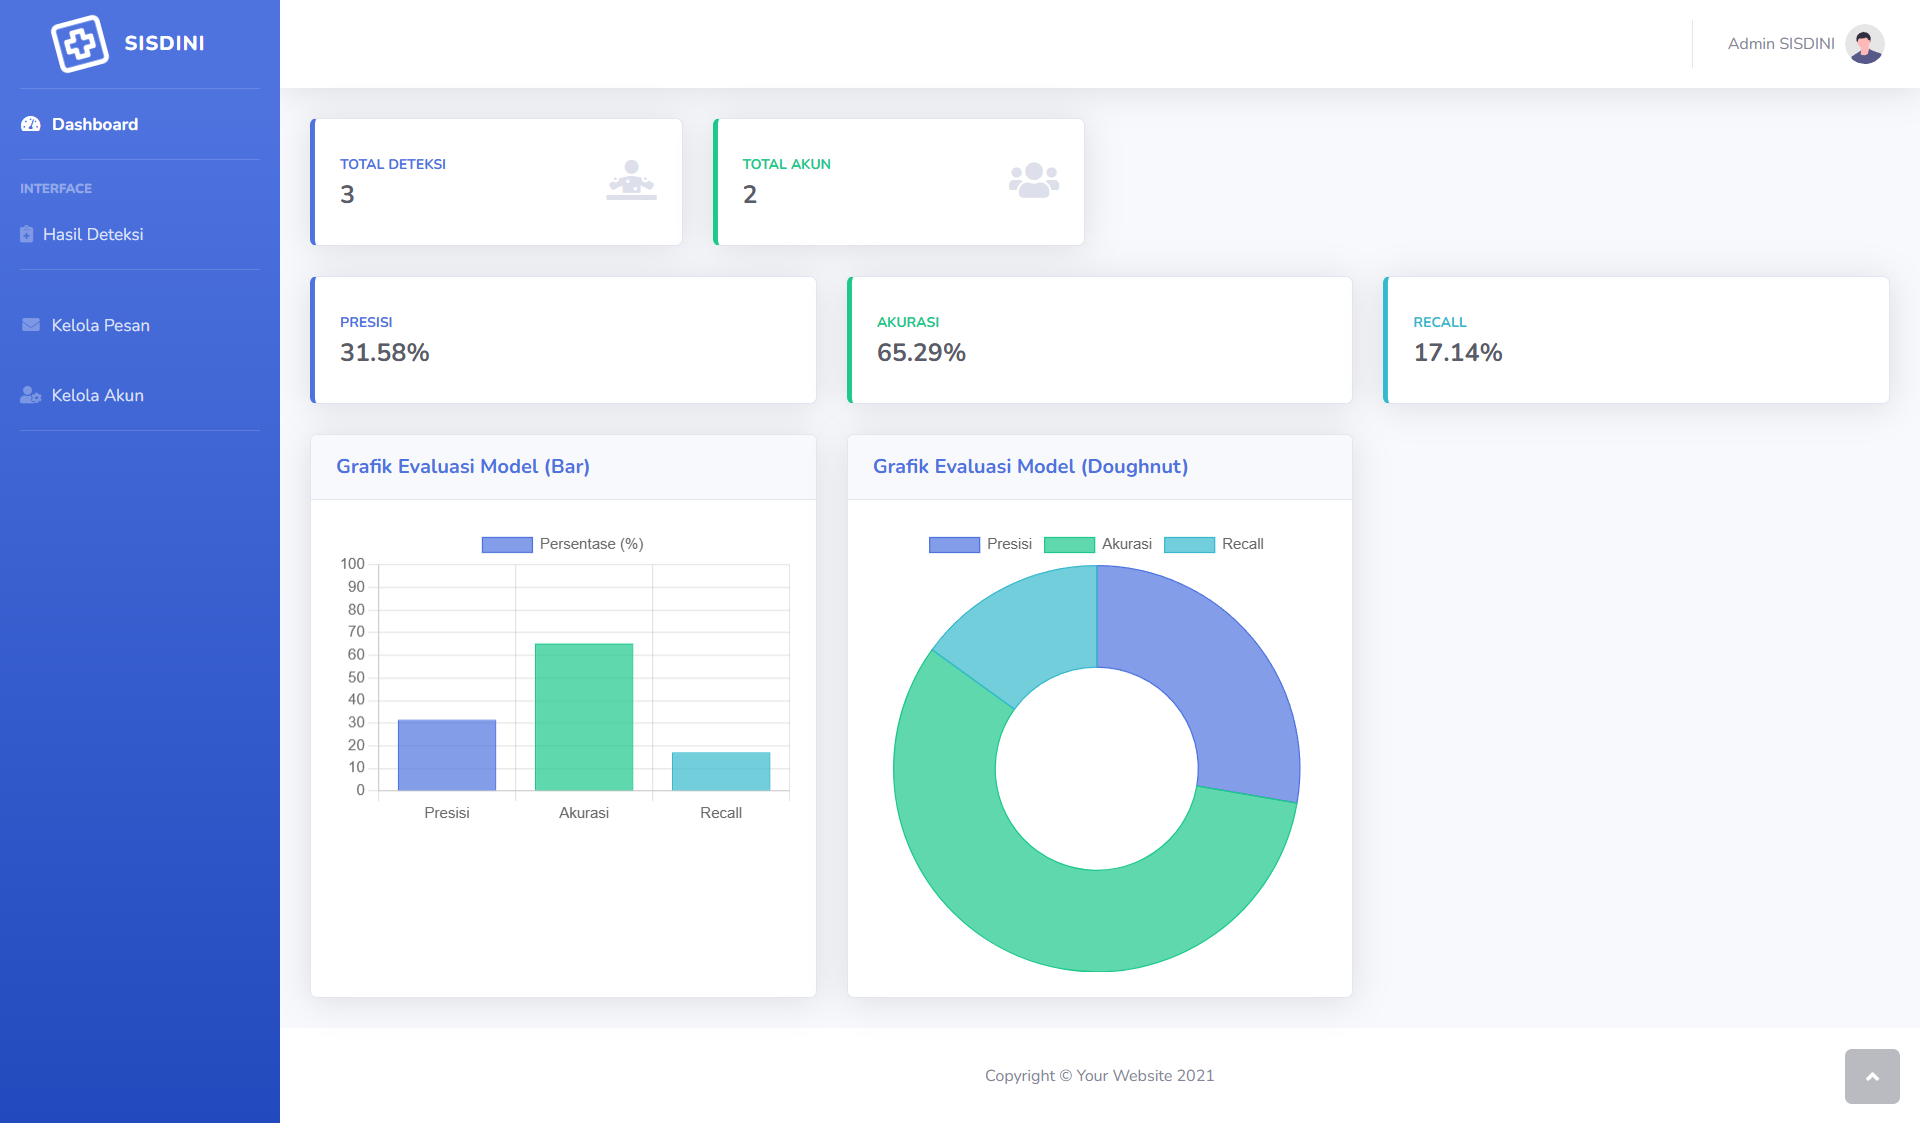 SISDINI
Admin SISDINI
Dashboard
INTERFACE
Hasil Deteksi
Kelola Pesan
Kelola Akun
TOTAL DETEKSI
3
TOTAL AKUN
2
PRESISI
31.58%
AKURASI
65.29%
RECALL
17.14%
Grafik Evaluasi Model (Bar)
Persentase (%)
100
90
80
70
60
50
40
30
20
10
0
Presisi Akurasi Recall
Grafik Evaluasi Model (Doughnut)
Presisi Akurasi Recall
Copyright © Your Website 2021